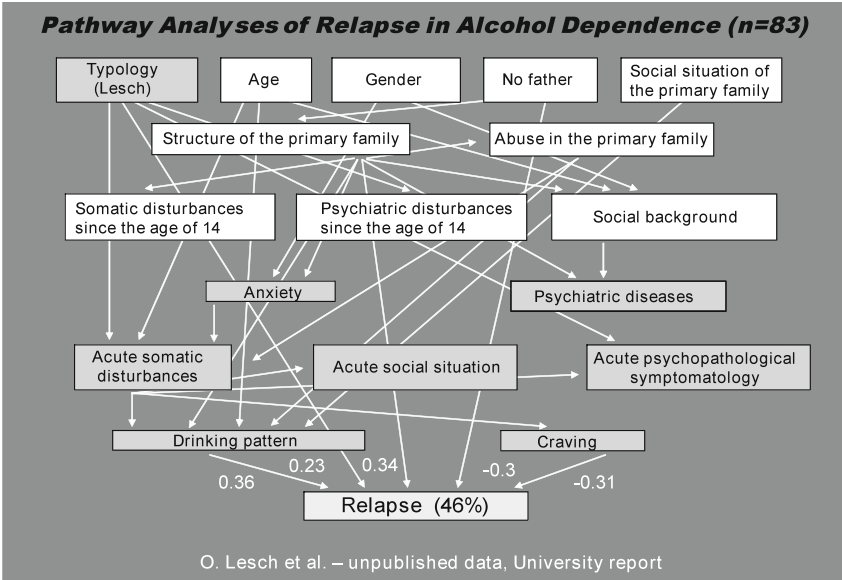 Pathway Analyses of Relapse in Alcohol Dependence (n=83)
Typology
(Lesch)
Age
Gender
No father
Social situation of
the primary family
Structure of the primary family
Abuse in the primary family
Somatic disturbances
since the age of 14
Psychiatric disturbances
since the age of 14
Social background
Anxiety
Psychiatric diseases
Acute somatic
disturbances
Acute social situation
Acute psychopathological
symptomatology
Drinking pattern
Craving
0.36
0.23
0.34
-0.3
-0.31
Relapse (46%)
O. Lesch et al. – unpublished data, University report